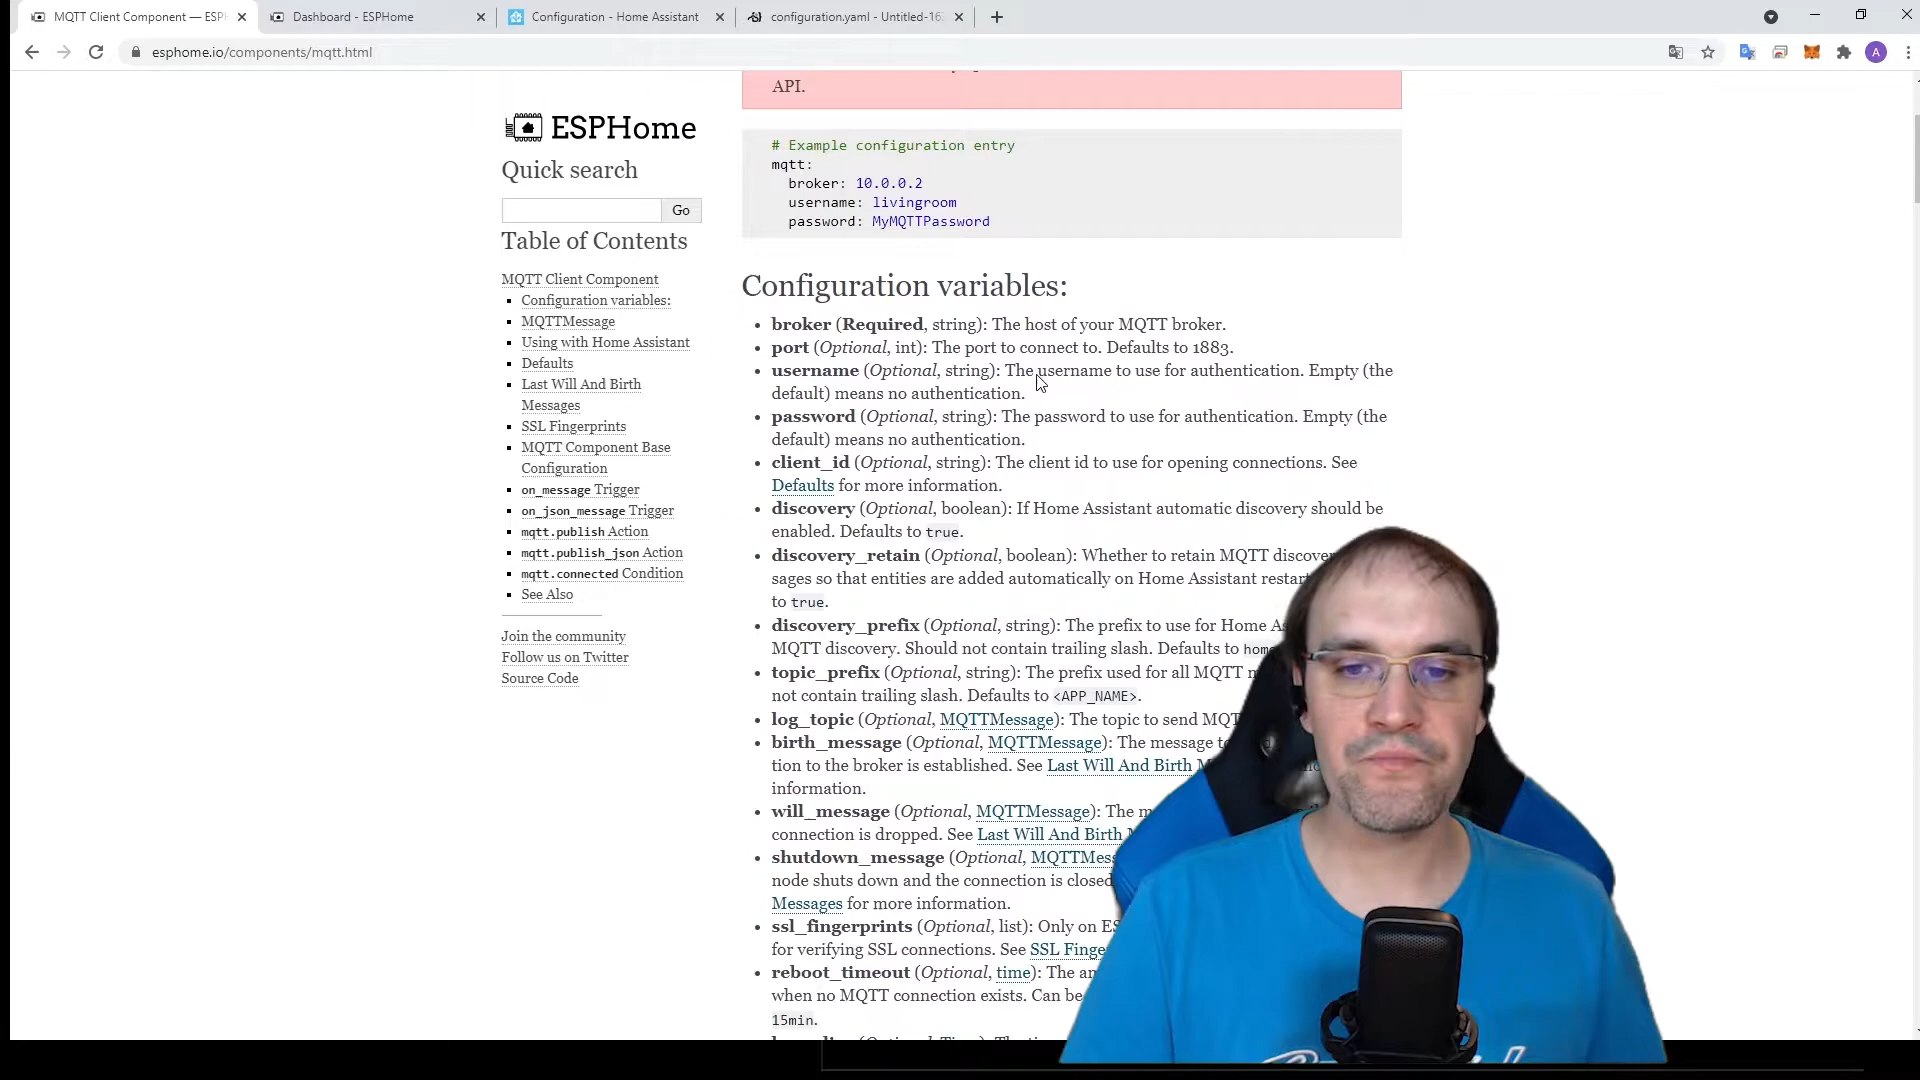 MQTT Client Component — ESPH
Dashboard - ESPHome
Configuration - Home Assistant
configuration.yaml - Untitled-16
esphome.io/components/mqtt.html
A
API.
ESPHome
Quick search
Go
Table of Contents
MQTT Client Component
Configuration variables:
MQTTMessage
Using with Home Assistant
Defaults
Last Will And Birth
Messages
SSL Fingerprints
MQTT Component Base
Configuration
on_message Trigger
on_json_message Trigger
mqtt.publish Action
mqtt.publish_json Action
mqtt.connected Condition
See Also
Join the community
Follow us on Twitter
Source Code
# Example configuration entry
mqtt:
broker: 10.0.0.2
username: livingroom
password: MyMQTTPassword
Configuration variables:
broker (Required, string): The host of your MQTT broker.
port (Optional, int): The port to connect to. Defaults to 1883.
username (Optional, string): The username to use for authentication. Empty (the
default) means no authentication.
password (Optional, string): The password to use for authentication. Empty (the
default) means no authentication.
client_id (Optional, string): The client id to use for opening connections. See
Defaults for more information.
discovery (Optional, boolean): If Home Assistant automatic discovery should be
enabled. Defaults to true.
discovery_retain (Optional, boolean): Whether to retain MQTT discover
sages so that entities are added automatically on Home Assistant restart
to true.
discovery_prefix (Optional, string): The prefix to use for Home As
MQTT discovery. Should not contain trailing slash. Defaults to home
topic_prefix (Optional, string): The prefix used for all MQTT m
not contain trailing slash. Defaults to <APP_NAME>.
log_topic (Optional, MQTTMessage): The topic to send MQT
birth_message (Optional, MQTTMessage): The message to
tion to the broker is established. See Last Will And Birth M
information.
will_message (Optional, MQTTMessage): The m
connection is dropped. See Last Will And Birth M
shutdown_message (Optional, MQTTMess
node shuts down and the connection is closed
Messages for more information.
ssl_fingerprints (Optional, list): Only on ES
for verifying SSL connections. See SSL Finge
reboot_timeout (Optional, time): The am
when no MQTT connection exists. Can be
15min.